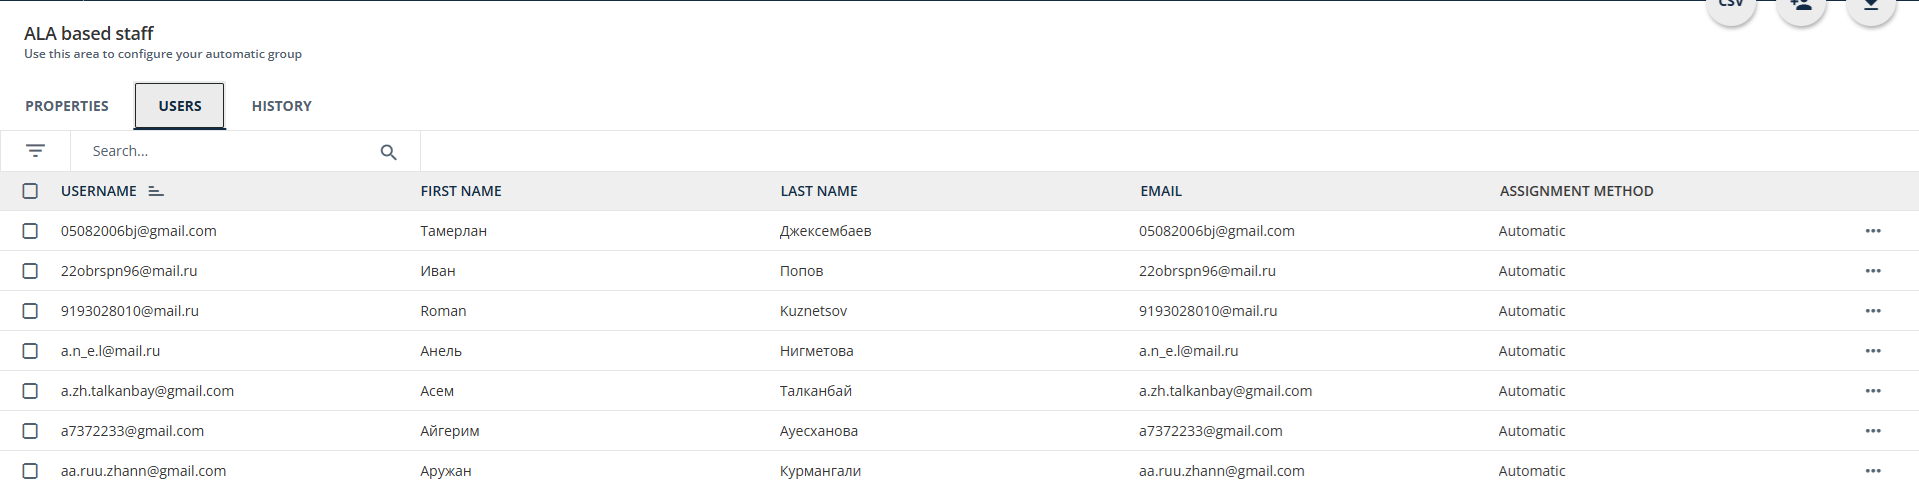 CSV
ALA based staff
Use this area to configure your automatic group
PROPERTIES USERS HISTORY
Search...
USERNAME FIRST NAME LAST NAME EMAIL ASSIGNMENT METHOD
05082006bj@gmail.com Тамерлан Джексембаев 05082006bj@gmail.com Automatic
22obrspn96@mail.ru Иван Попов 22obrspn96@mail.ru Automatic
9193028010@mail.ru Roman Kuznetsov 9193028010@mail.ru Automatic
a.n_e.l@mail.ru Анель Нигметова a.n_e.l@mail.ru Automatic
a.zh.talkanbay@gmail.com Асем Талканбай a.zh.talkanbay@gmail.com Automatic
a7372233@gmail.com Айгерим Ауесханова a7372233@gmail.com Automatic
aa.ruu.zhann@gmail.com Аружан Курмангали aa.ruu.zhann@gmail.com Automatic